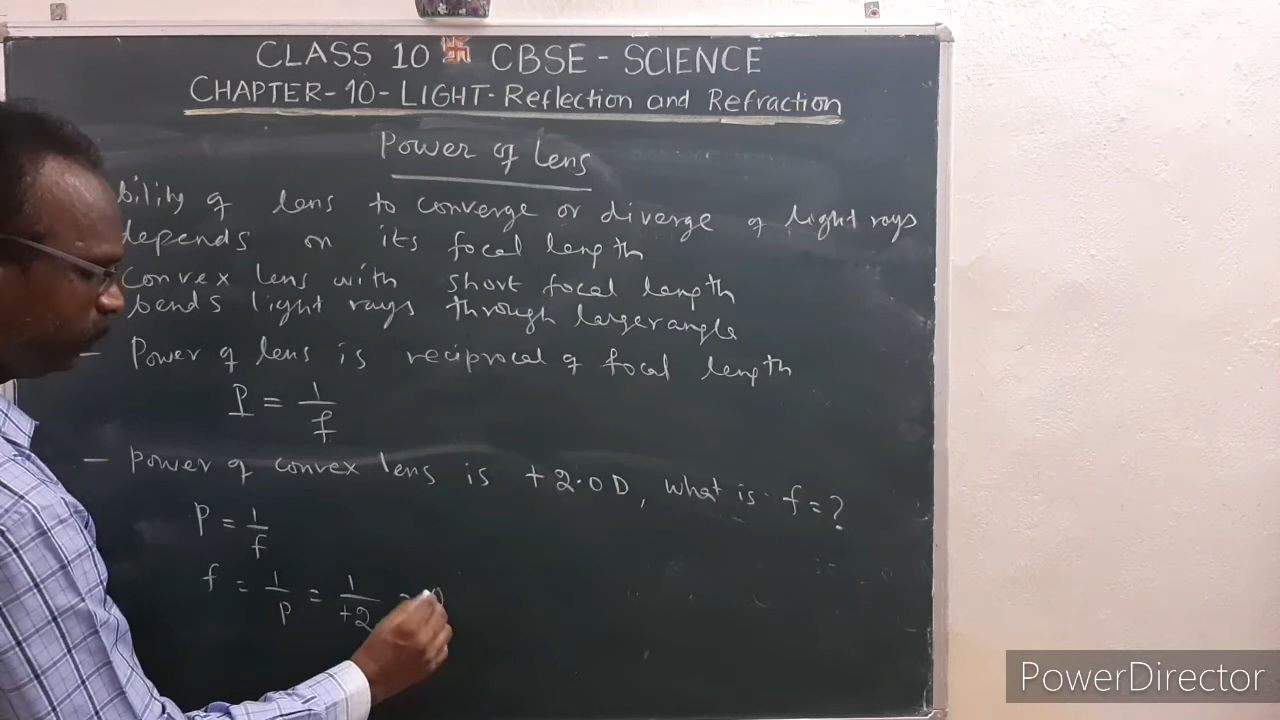 CLASS 10 卐 CBSE - SCIENCE
CHAPTER-10-LIGHT-Reflection and Refraction
Power of Lens
bility of lens to converge or diverge of light rays
depends on its focal length
convex lens with short focal length
bends light rays through larger angle
- Power of lens is reciprocal of focal length
P = 1/f
- Power of convex lens is +2.0D, what is f=?
P = 1/f
f = 1/P = 1/+2 = 0
PowerDirector